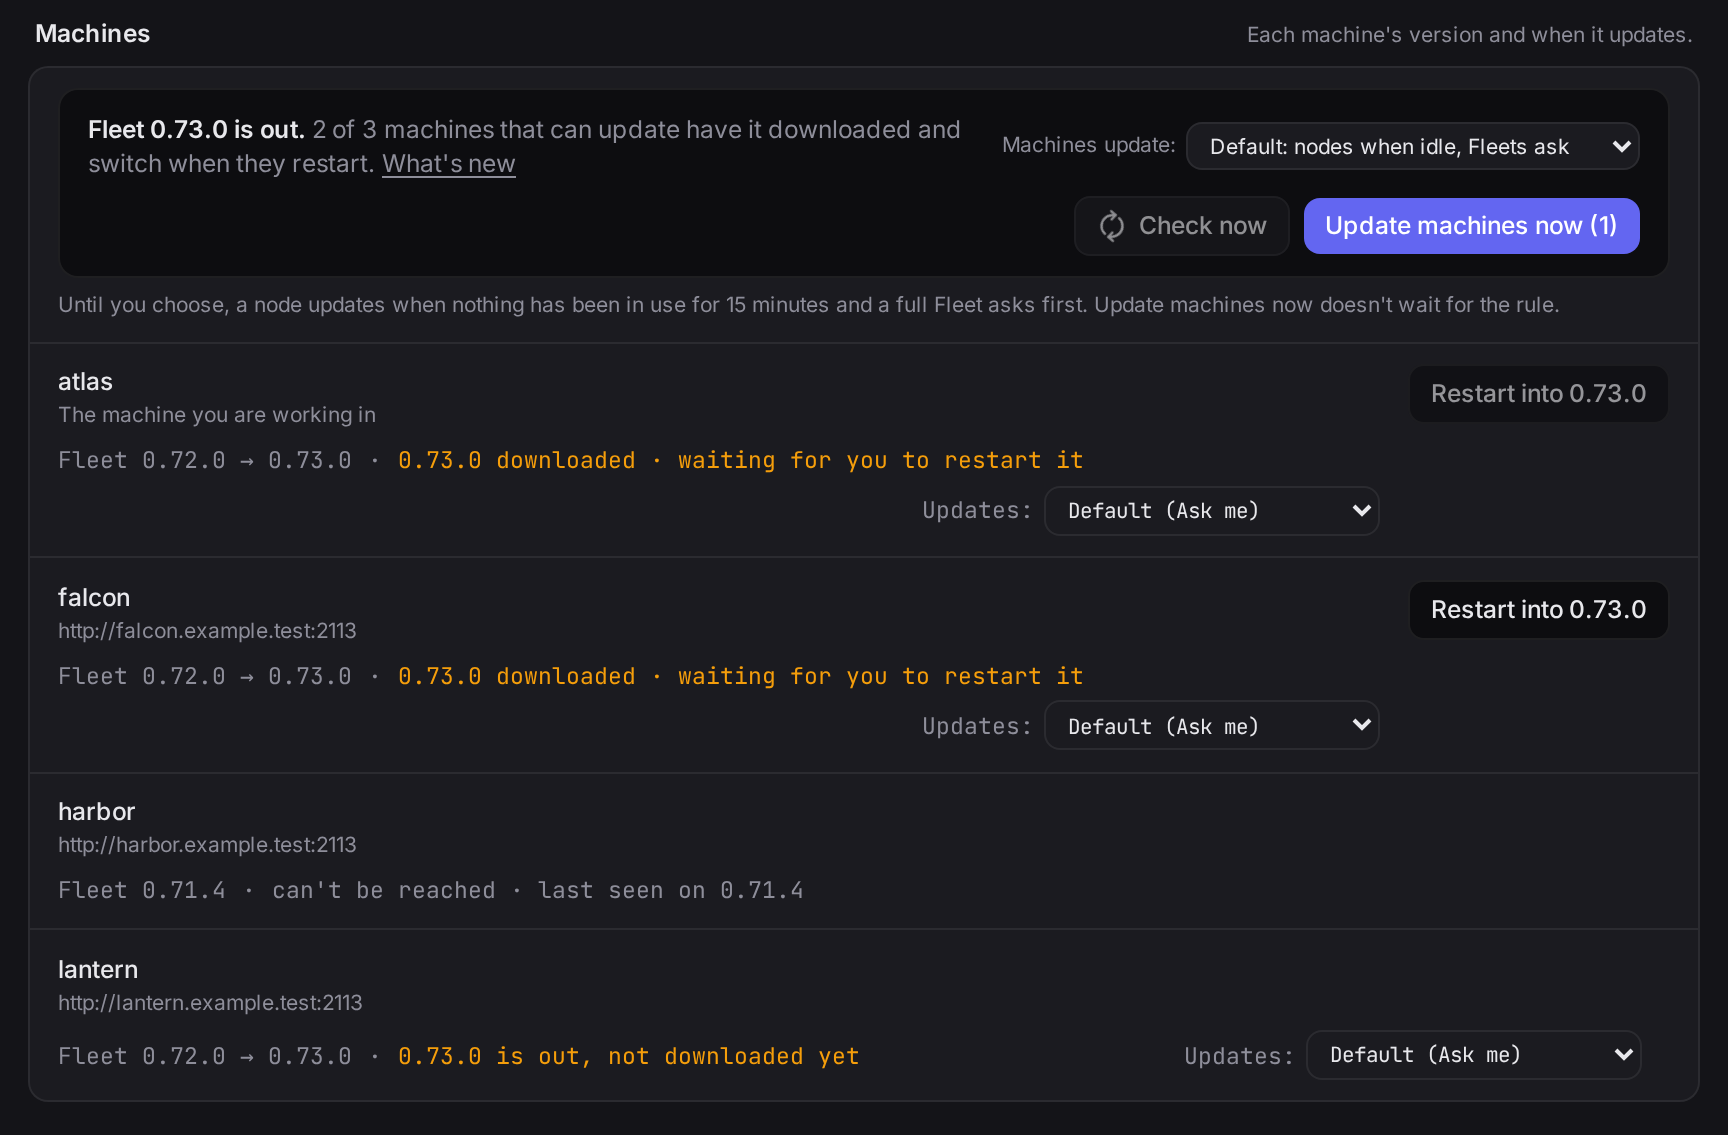 Machines
Each machine's version and when it updates.
Fleet 0.73.0 is out. 2 of 3 machines that can update have it downloaded and
switch when they restart. What's new
Machines update: Default: nodes when idle, Fleets ask
Check now
Update machines now (1)
Until you choose, a node updates when nothing has been in use for 15 minutes and a full Fleet asks first. Update machines now doesn't wait for the rule.
atlas
The machine you are working in
Restart into 0.73.0
Fleet 0.72.0 → 0.73.0 · 0.73.0 downloaded · waiting for you to restart it
Updates: Default (Ask me)
falcon
http://falcon.example.test:2113
Restart into 0.73.0
Fleet 0.72.0 → 0.73.0 · 0.73.0 downloaded · waiting for you to restart it
Updates: Default (Ask me)
harbor
http://harbor.example.test:2113
Fleet 0.71.4 · can't be reached · last seen on 0.71.4
lantern
http://lantern.example.test:2113
Fleet 0.72.0 → 0.73.0 · 0.73.0 is out, not downloaded yet
Updates: Default (Ask me)